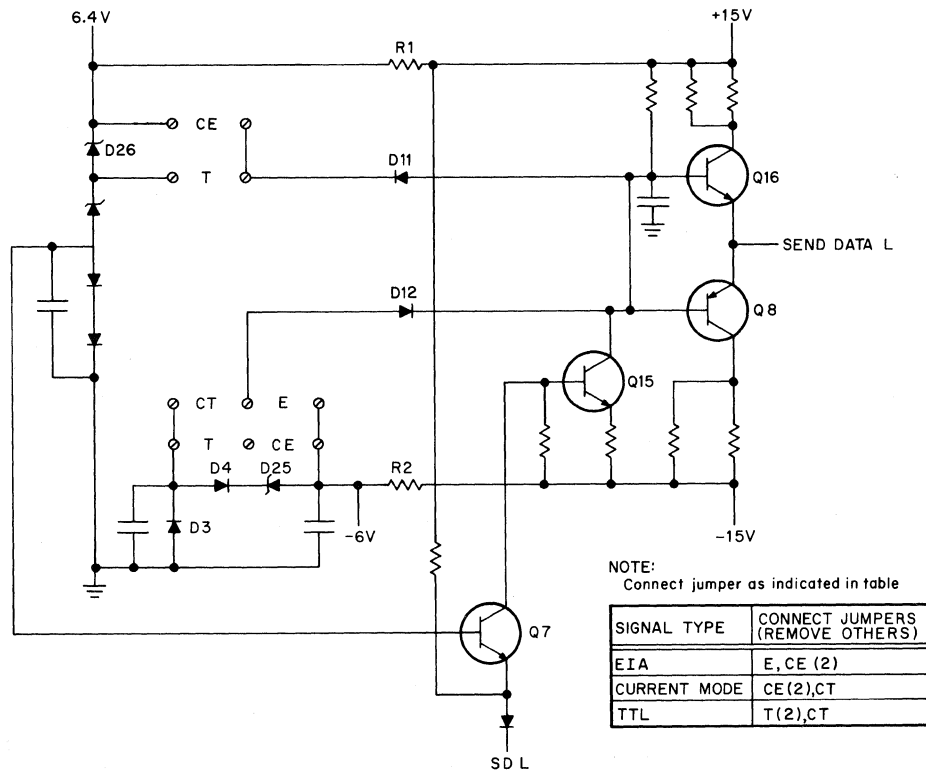 6.4V
+15V
R1
CE
D26
D11
T
Q16
SEND DATA L
D12
Q8
Q15
CT E
T CE
D4 D25 R2
D3
-6V
-15V
Q7
SD L
NOTE:
Connect jumper as indicated in table
SIGNAL TYPE CONNECT JUMPERS (REMOVE OTHERS)
EIA E, CE (2)
CURRENT MODE CE(2),CT
TTL T(2),CT